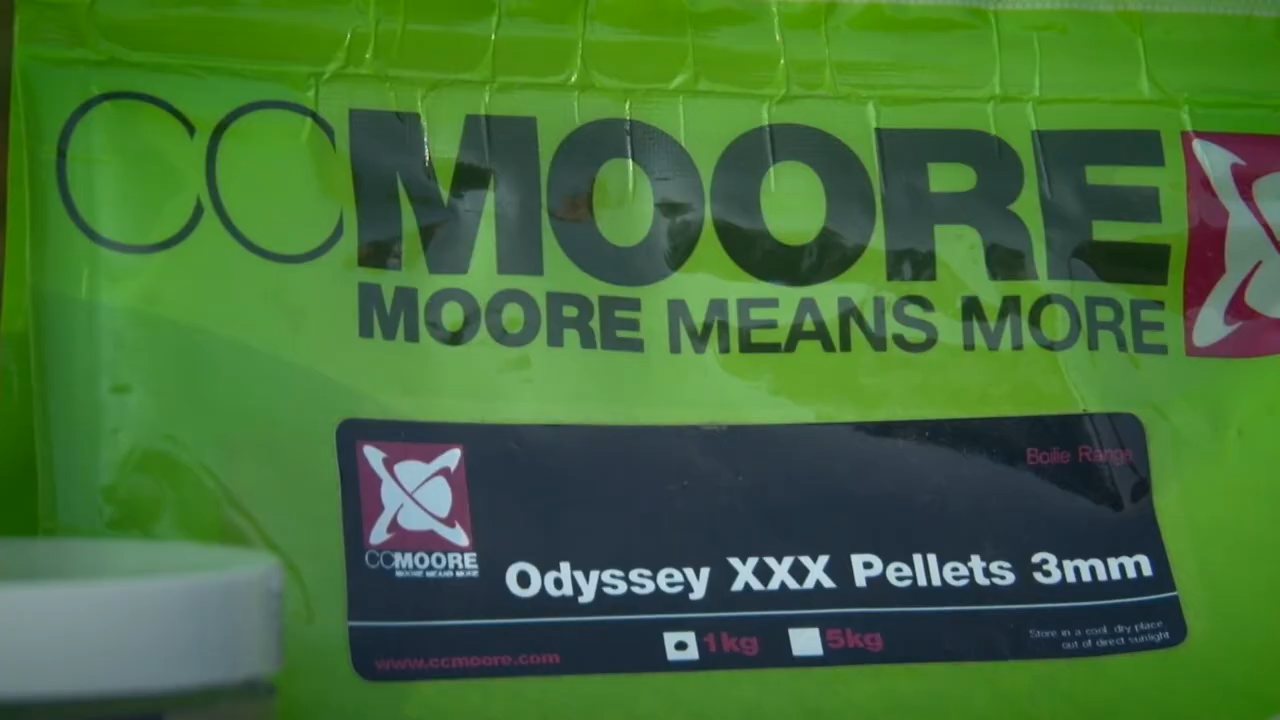 CCMOORE
MOORE MEANS MORE
Boilie Range
CCMOORE
MOORE MEANS MORE
Odyssey XXX Pellets 3mm
1kg 5kg
www.ccmoore.com
Store in a cool, dry place
out of direct sunlight